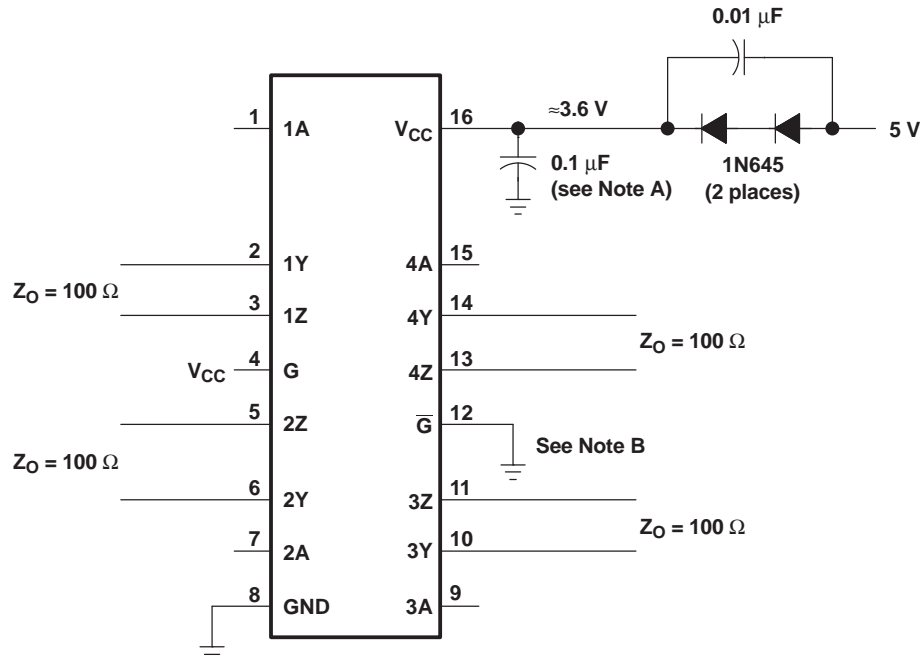 0.01 μF
1
1A
VCC
16
≈3.6 V
5 V
0.1 μF
(see Note A)
1N645
(2 places)
2
1Y
4A
15
ZO = 100 Ω
3
1Z
4Y
14
ZO = 100 Ω
VCC
4
G
4Z
13
5
2Z
G̅
12
See Note B
ZO = 100 Ω
6
2Y
3Z
11
ZO = 100 Ω
7
2A
3Y
10
8
GND
3A
9